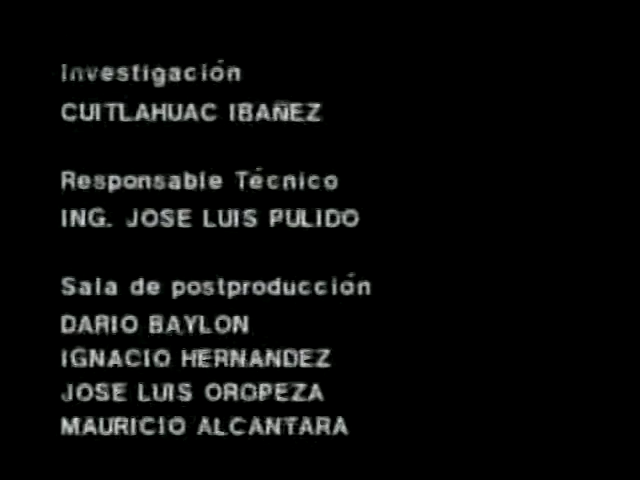 Investigación
CUITLAHUAC IBAÑEZ
Responsable Técnico
ING. JOSE LUIS PULIDO
Sala de postproducción
DARIO BAYLON
IGNACIO HERNANDEZ
JOSE LUIS OROPEZA
MAURICIO ALCANTARA